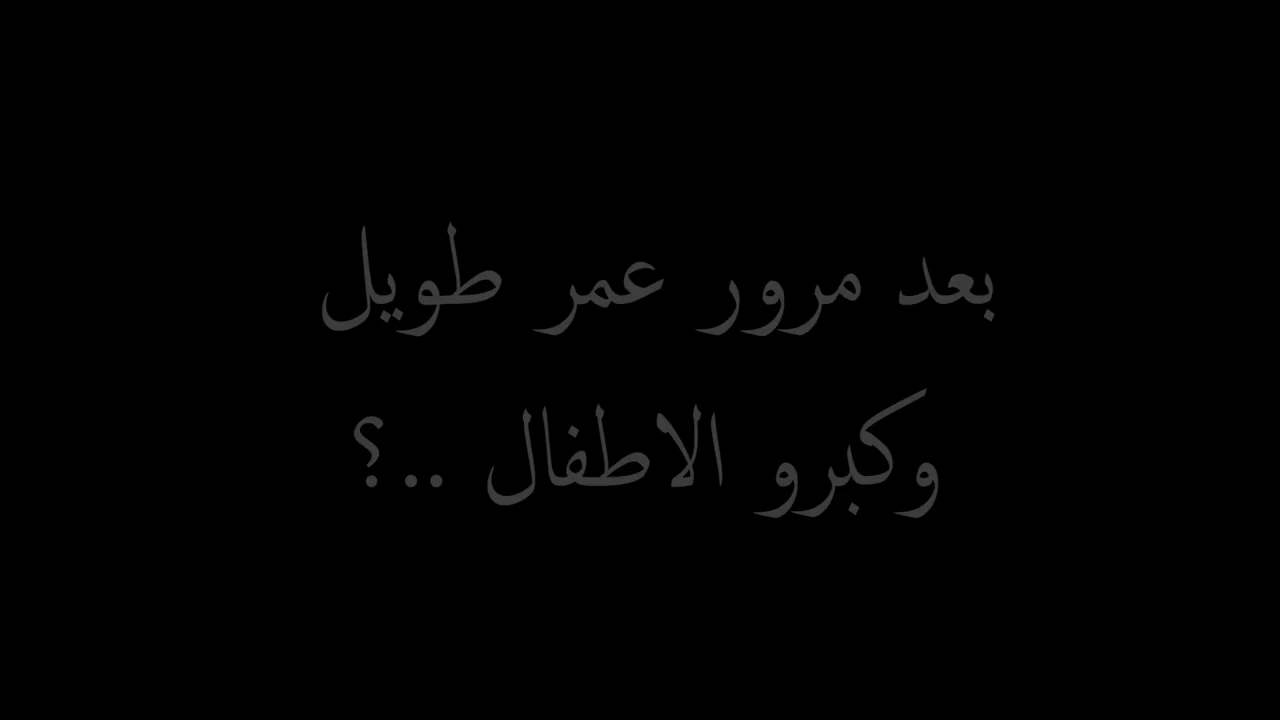 بعد مرور عمر طويل
وكبرو الاطفال ..؟